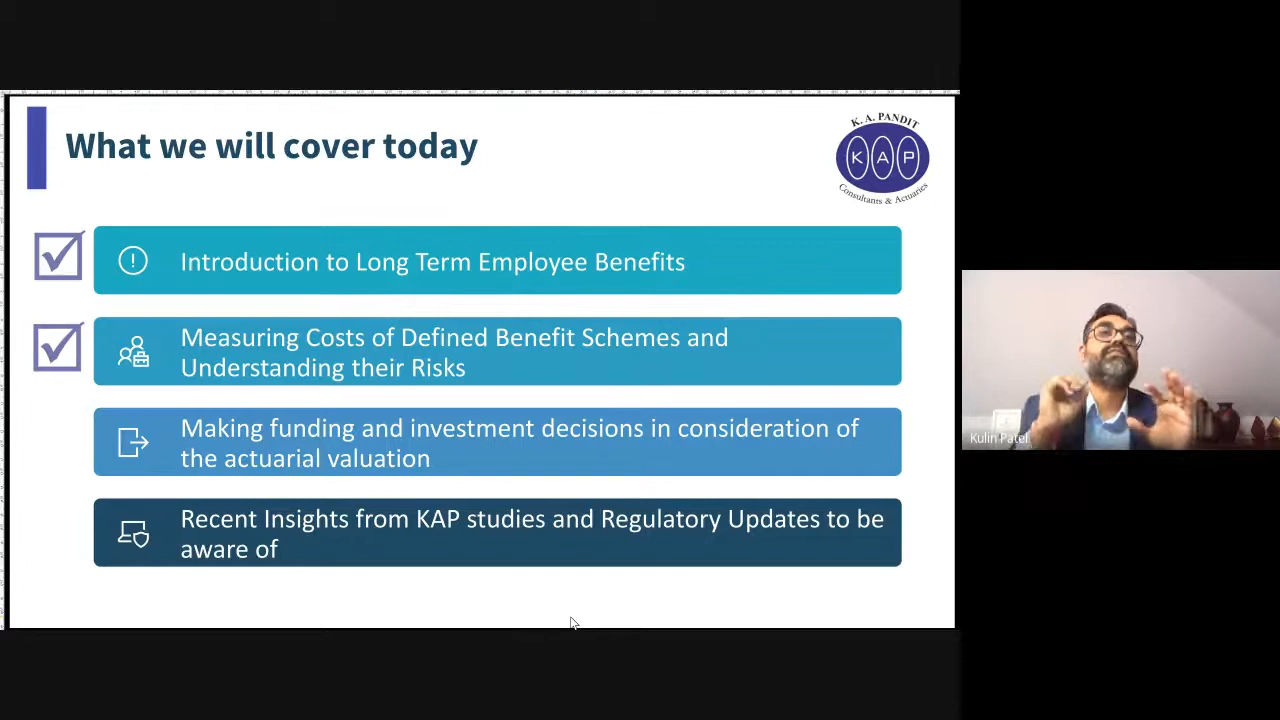 What we will cover today
K. A. PANDIT
K A P
Consultants & Actuaries
Introduction to Long Term Employee Benefits
Measuring Costs of Defined Benefit Schemes and
Understanding their Risks
Making funding and investment decisions in consideration of
the actuarial valuation
Recent Insights from KAP studies and Regulatory Updates to be
aware of
Kulin Patel